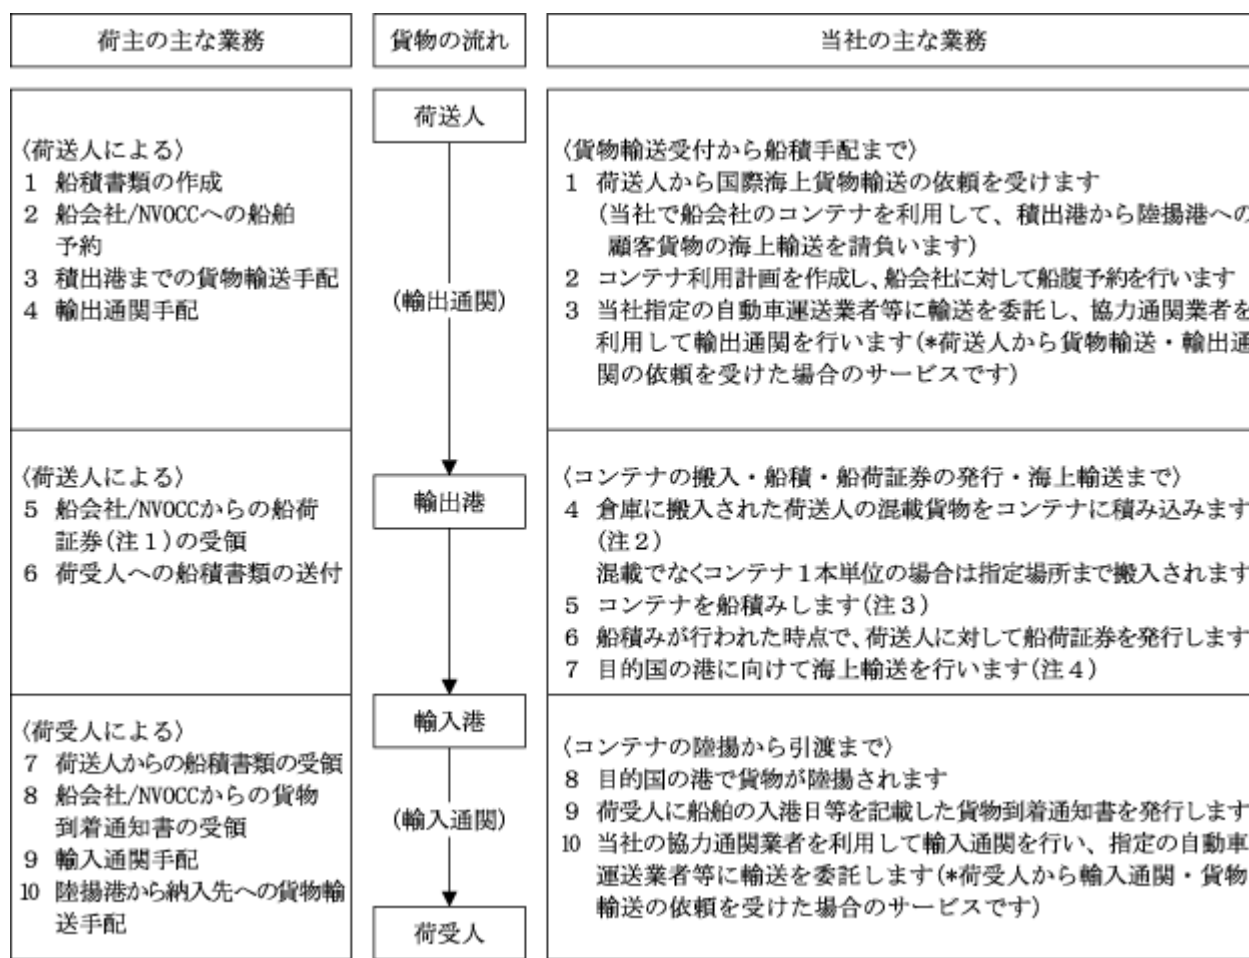 荷主の主な業務
貨物の流れ
当社の主な業務
〈荷送人による〉
1 船積書類の作成
2 船会社/NVOCCへの船舶
予約
3 積出港までの貨物輸送手配
4 輸出通関手配
荷送人
(輸出通関)
〈貨物輸送受付から船積手配まで〉
1 荷送人から国際海上貨物輸送の依頼を受けます
(当社で船会社のコンテナを利用して、積出港から陸揚港への
顧客貨物の海上輸送を請負います)
2 コンテナ利用計画を作成し、船会社に対して船腹予約を行います
3 当社指定の自動車運送業者等に輸送を委託し、協力通関業者を
利用して輸出通関を行います(*荷送人から貨物輸送・輸出通
関の依頼を受けた場合のサービスです)
〈荷送人による〉
5 船会社/NVOCCからの船荷
証券(注1)の受領
6 荷受人への船積書類の送付
輸出港
〈コンテナの搬入・船積・船荷証券の発行・海上輸送まで〉
4 倉庫に搬入された荷送人の混載貨物をコンテナに積み込みます
(注2)
混載でなくコンテナ1本単位の場合は指定場所まで搬入されます
5 コンテナを船積みします(注3)
6 船積みが行われた時点で、荷送人に対して船荷証券を発行します
7 目的国の港に向けて海上輸送を行います(注4)
〈荷受人による〉
7 荷送人からの船積書類の受領
8 船会社/NVOCCからの貨物
到着通知書の受領
9 輸入通関手配
10 陸揚港から納入先への貨物輸
送手配
輸入港
(輸入通関)
荷受人
〈コンテナの陸揚から引渡まで〉
8 目的国の港で貨物が陸揚されます
9 荷受人に船舶の入港日等を記載した貨物到着通知書を発行します
10 当社の協力通関業者を利用して輸入通関を行い、指定の自動車
運送業者等に輸送を委託します(*荷受人から輸入通関・貨物
輸送の依頼を受けた場合のサービスです)